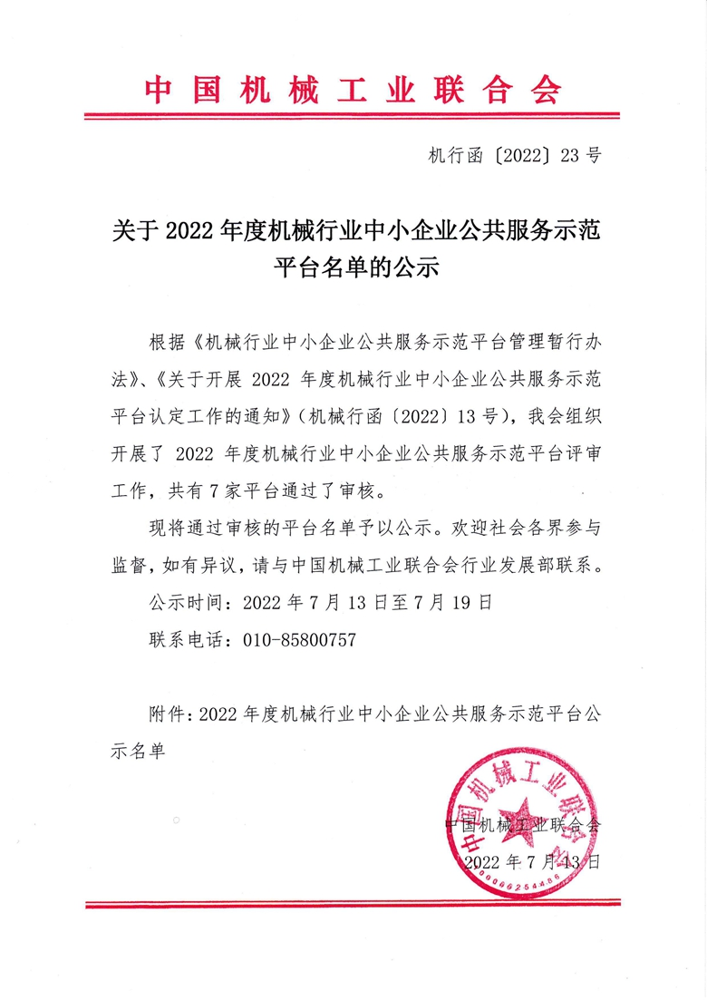 中国机械工业联合会
机行函〔2022〕23号
关于2022年度机械行业中小企业公共服务示范
平台名单的公示
根据《机械行业中小企业公共服务示范平台管理暂行办
法》、《关于开展 2022 年度机械行业中小企业公共服务示范
平台认定工作的通知》（机械行函〔2022〕13号），我会组织
开展了 2022 年度机械行业中小企业公共服务示范平台评审
工作，共有7家平台通过了审核。
现将通过审核的平台名单予以公示。欢迎社会各界参与
监督，如有异议，请与中国机械工业联合会行业发展部联系。
公示时间：2022年7月13日至7月19日
联系电话：010-85800757
附件：2022年度机械行业中小企业公共服务示范平台公
示名单
中国机械工业联合会
2022年7月13日
中国机械工业联合会